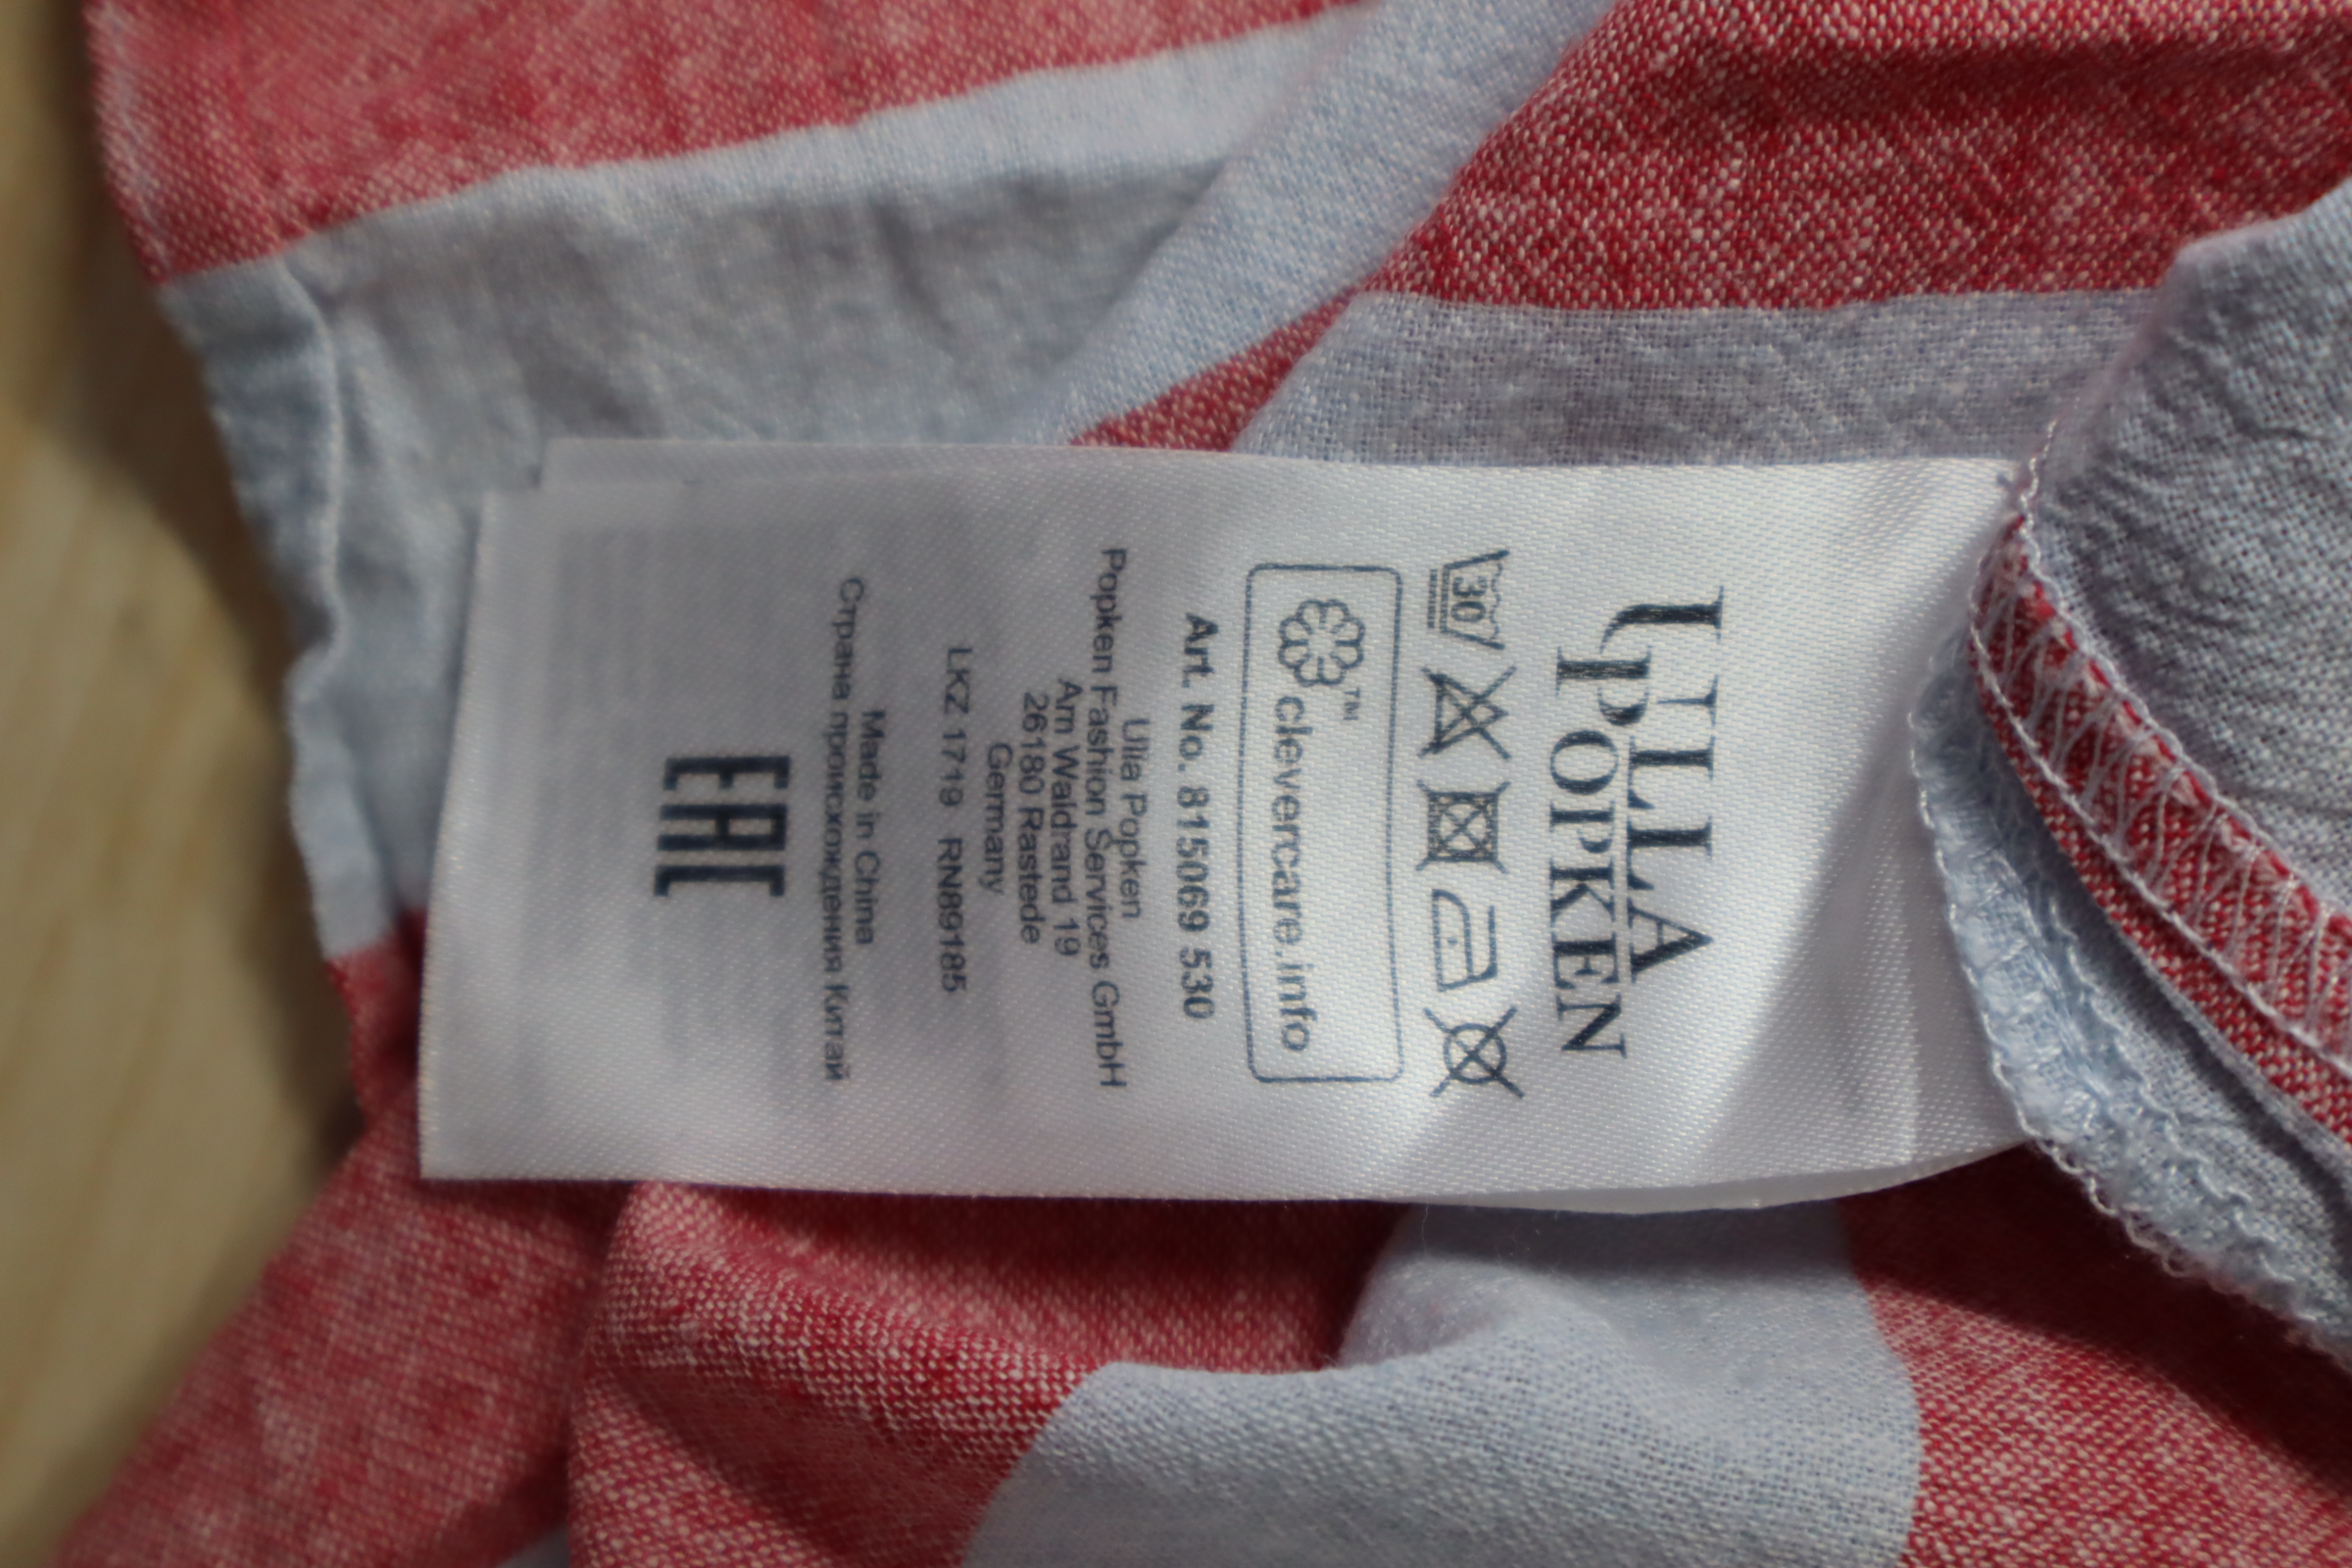 ULLA
POPKEN
30
™
clevercare.info
Art. No. 815069 530
Ulla Popken
Popken Fashion Services GmbH
Am Waldrand 19
26180 Rastede
Germany
LKZ 1719 RN89185
Made in China
Страна происхождения Китай
EAC